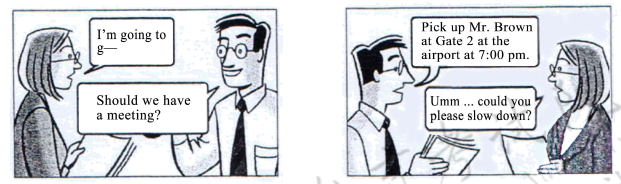 I'm going to
g—
Should we have
a meeting?
Pick up Mr. Brown
at Gate 2 at the
airport at 7:00 pm.
Umm ... could you
please slow down?